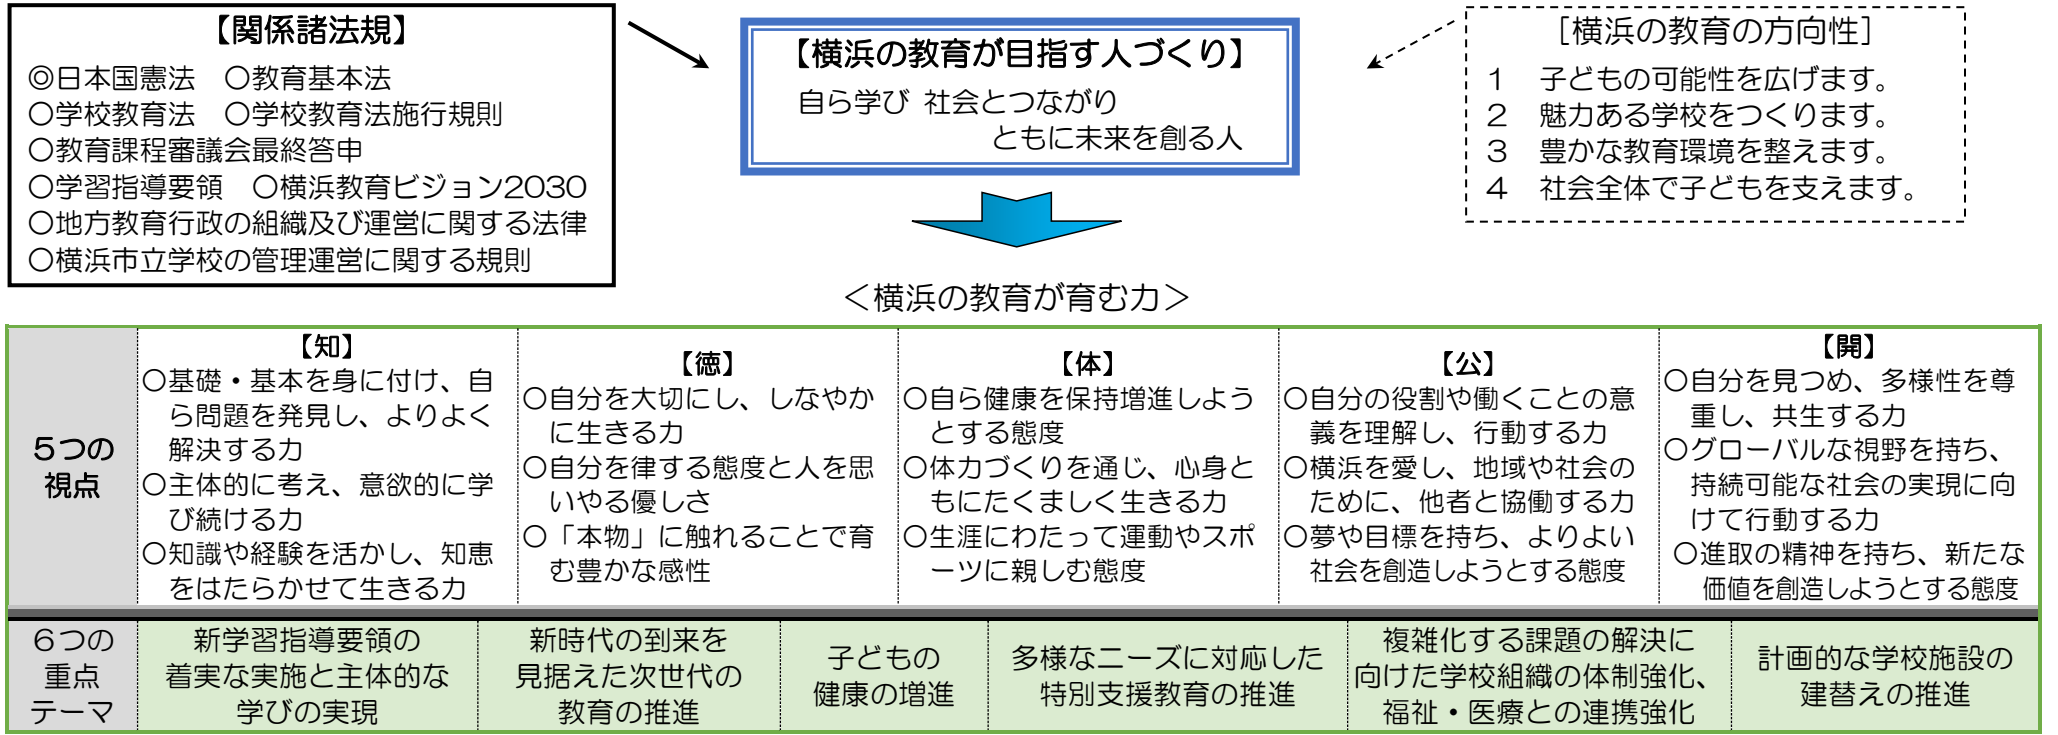 【関係諸法規】
◎日本国憲法　○教育基本法
○学校教育法　○学校教育法施行規則
○教育課程審議会最終答申
○学習指導要領　○横浜教育ビジョン2030
○地方教育行政の組織及び運営に関する法律
○横浜市立学校の管理運営に関する規則
【横浜の教育が目指す人づくり】
自ら学び 社会とつながり
ともに未来を創る人
［横浜の教育の方向性］
１　子どもの可能性を広げます。
２　魅力ある学校をつくります。
３　豊かな教育環境を整えます。
４　社会全体で子どもを支えます。
＜横浜の教育が育む力＞
５つの
視点
【知】
○基礎・基本を身に付け、自
ら問題を発見し、よりよく
解決する力
○主体的に考え、意欲的に学
び続ける力
○知識や経験を活かし、知恵
をはたらかせて生きる力
【徳】
○自分を大切にし、しなやか
に生きる力
○自分を律する態度と人を思
いやる優しさ
○「本物」に触れることで育
む豊かな感性
【体】
○自ら健康を保持増進しよう
とする態度
○体力づくりを通じ、心身と
もにたくましく生きる力
○生涯にわたって運動やスポ
ーツに親しむ態度
【公】
○自分の役割や働くことの意
義を理解し、行動する力
○横浜を愛し、地域や社会の
ために、他者と協働する力
○夢や目標を持ち、よりよい
社会を創造しようとする態度
【開】
○自分を見つめ、多様性を尊
重し、共生する力
○グローバルな視野を持ち、
持続可能な社会の実現に向
けて行動する力
○進取の精神を持ち、新たな
価値を創造しようとする態度
６つの
重点
テーマ
新学習指導要領の
着実な実施と主体的な
学びの実現
新時代の到来を
見据えた次世代の
教育の推進
子どもの
健康の増進
多様なニーズに対応した
特別支援教育の推進
複雑化する課題の解決に
向けた学校組織の体制強化、
福祉・医療との連携強化
計画的な学校施設の
建替えの推進